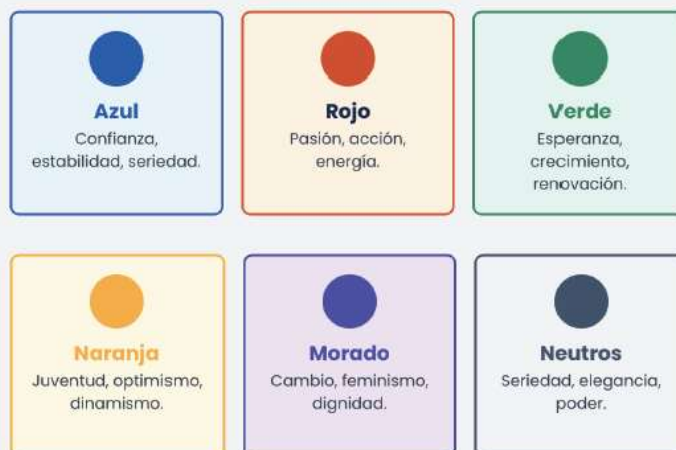 Azul
Confianza,
estabilidad, seriedad.
Rojo
Pasión, acción,
energía.
Verde
Esperanza,
crecimiento,
renovación.
Naranja
Juventud, optimismo,
dinamismo.
Morado
Cambio, feminismo,
dignidad.
Neutros
Seriedad, elegancia,
poder.